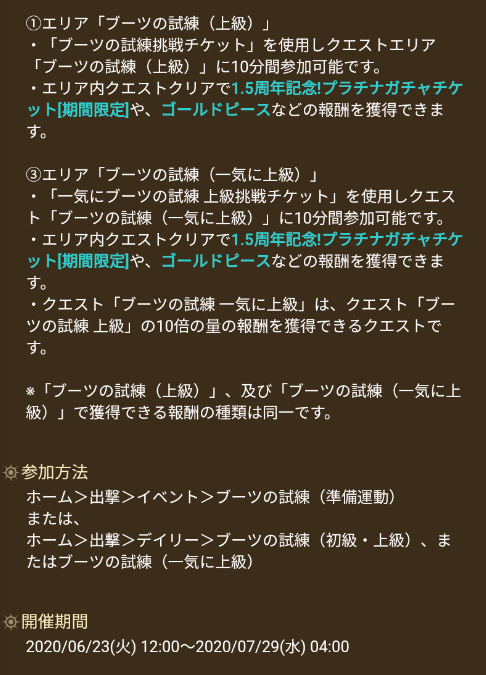 ①エリア「ブーツの試練（上級）」
・「ブーツの試練挑戦チケット」を使用しクエストエリア
「ブーツの試練（上級）」に10分間参加可能です。
・エリア内クエストクリアで1.5周年記念!プラチナガチャチケ
ット[期間限定]や、ゴールドピースなどの報酬を獲得できま
す。
③エリア「ブーツの試練（一気に上級）」
・「一気にブーツの試練 上級挑戦チケット」を使用しクエス
ト「ブーツの試練（一気に上級）」に10分間参加可能です。
・エリア内クエストクリアで1.5周年記念!プラチナガチャチケ
ット[期間限定]や、ゴールドピースなどの報酬を獲得できま
す。
・クエスト「ブーツの試練 一気に上級」は、クエスト「ブー
ツの試練 上級」の10倍の量の報酬を獲得できるクエストで
す。
※「ブーツの試練（上級）」、及び「ブーツの試練（一気に上
級）」で獲得できる報酬の種類は同一です。
参加方法
ホーム＞出撃＞イベント＞ブーツの試練（準備運動）
または、
ホーム＞出撃＞デイリー＞ブーツの試練（初級・上級）、ま
たはブーツの試練（一気に上級）
開催期間
2020/06/23(火) 12:00～2020/07/29(水) 04:00